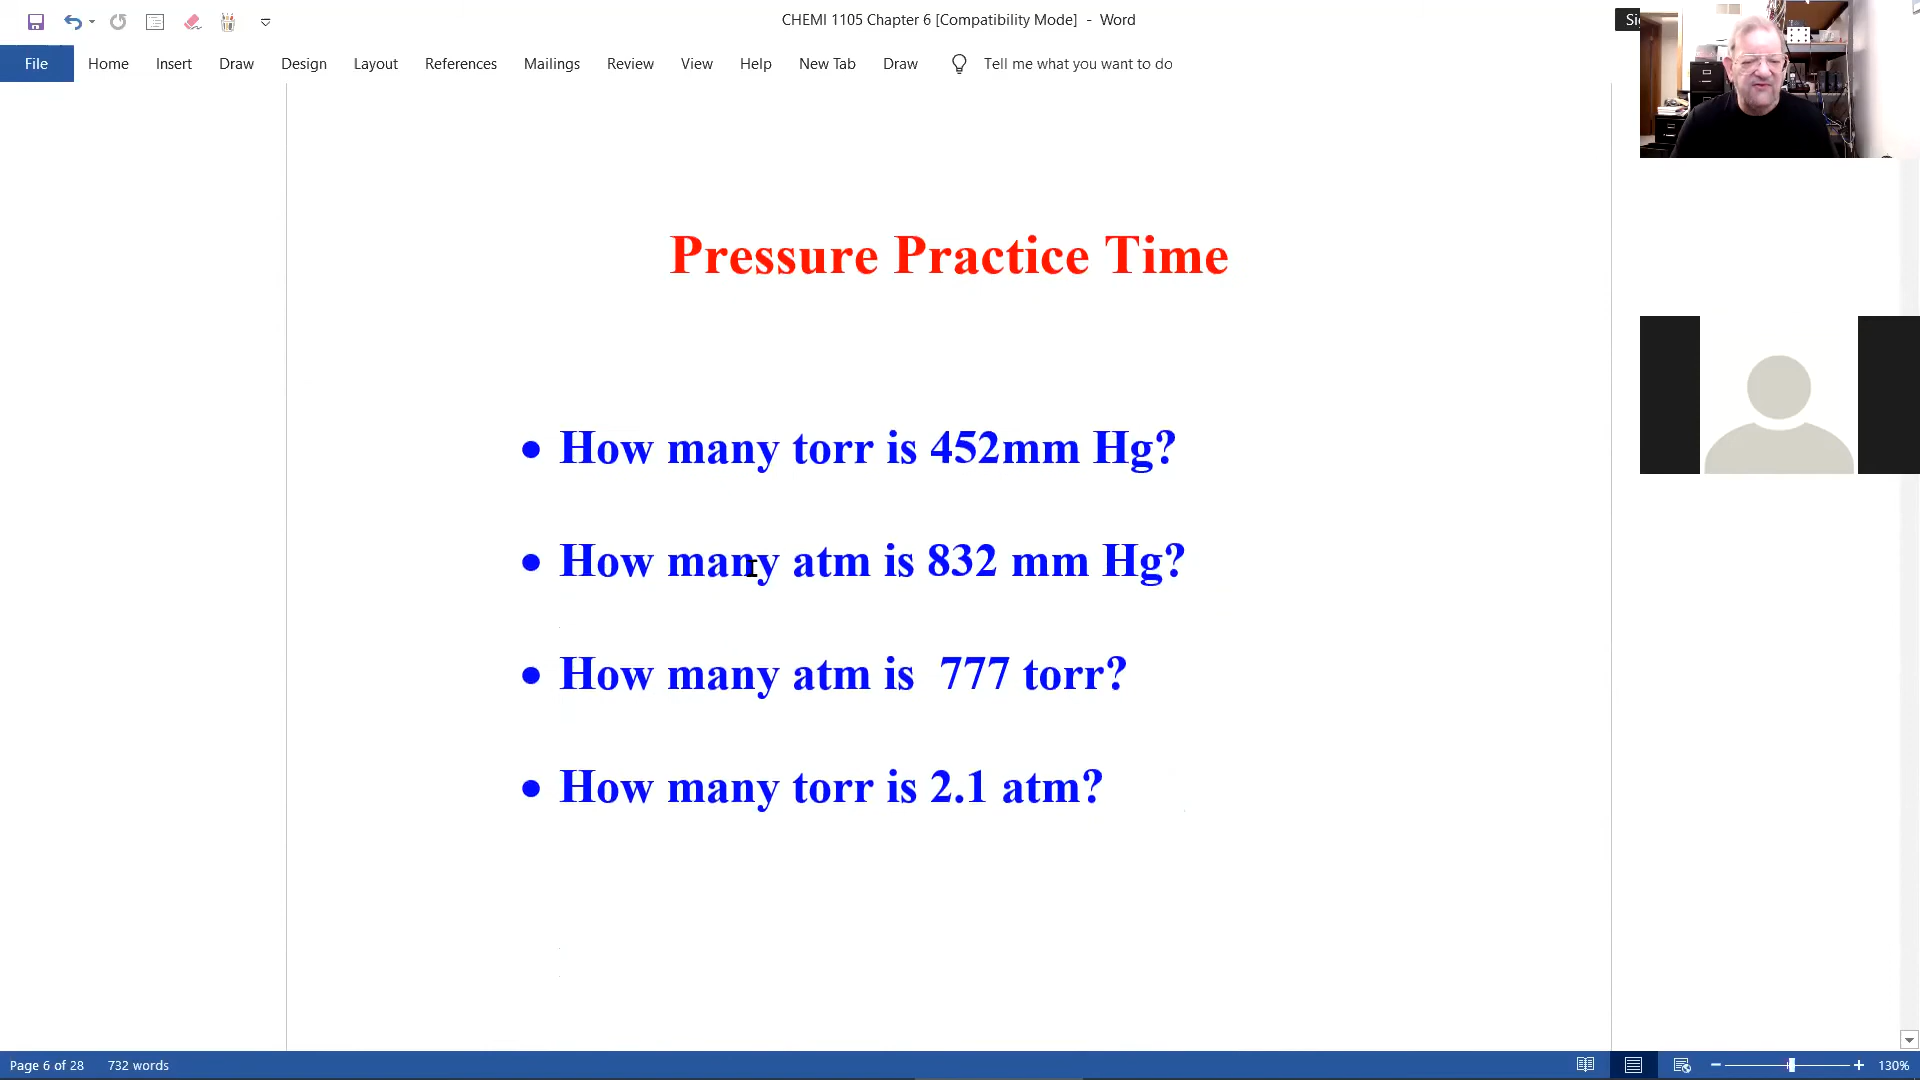 CHEMI 1105 Chapter 6 [Compatibility Mode] - Word
File Home Insert Draw Design Layout References Mailings Review View Help New Tab Draw Tell me what you want to do
Pressure Practice Time
• How many torr is 452mm Hg?
• How many atm is 832 mm Hg?
• How many atm is 777 torr?
• How many torr is 2.1 atm?
Page 6 of 28 732 words 130%